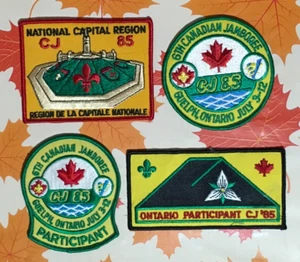 NATIONAL CAPITAL REGION
CJ 85
REGION DE LA CAPITALE NATIONALE
6TH CANADIAN JAMBOREE
CJ 85
GUELPH, ONTARIO JULY 3-12
6TH CANADIAN JAMBOREE
CJ 85
GUELPH, ONTARIO JULY 3-12
PARTICIPANT
ONTARIO PARTICIPANT CJ '85